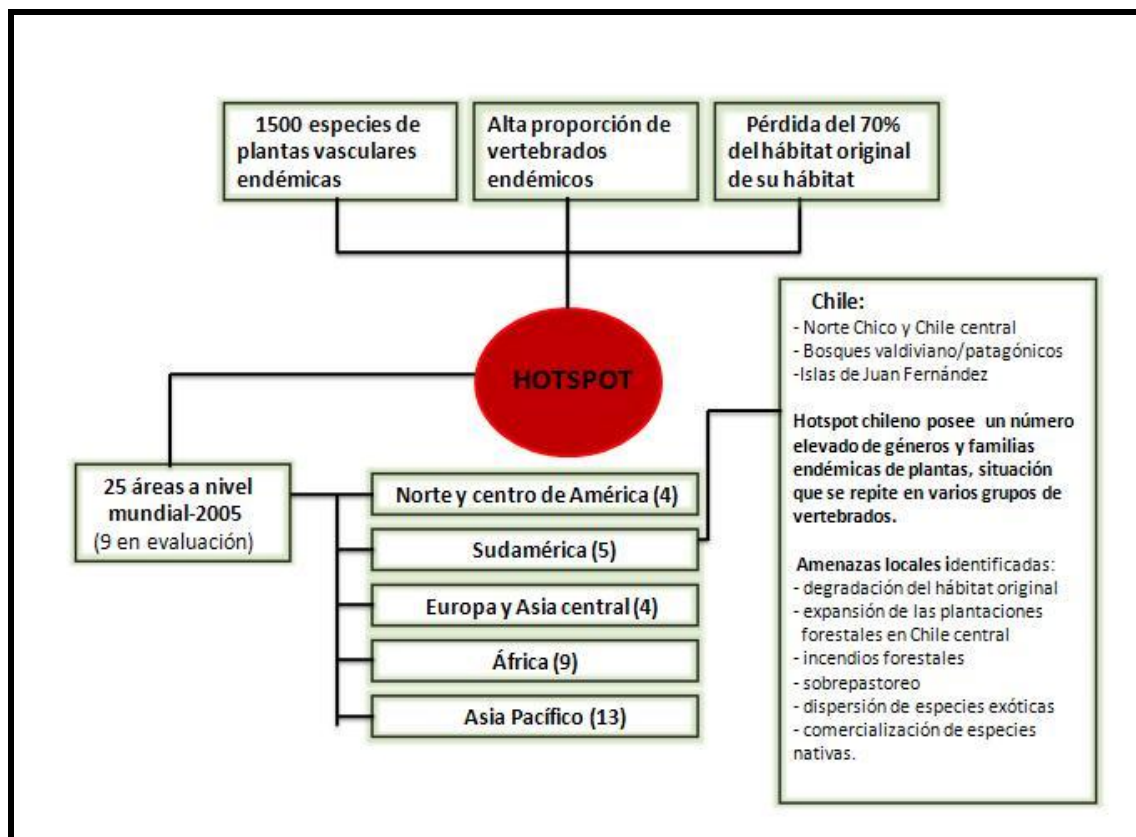 1500 especies de
plantas vasculares
endémicas
Alta proporción de
vertebrados
endémicos
Pérdida del 70%
del hábitat original
de su hábitat
HOTSPOT
25 áreas a nivel
mundial-2005
(9 en evaluación)
Norte y centro de América (4)
Sudamérica (5)
Europa y Asia central (4)
África (9)
Asia Pacífico (13)
Chile:
- Norte Chico y Chile central
- Bosques valdiviano/patagónicos
-Islas de Juan Fernández
Hotspot chileno posee un número
elevado de géneros y familias
endémicas de plantas, situación
que se repite en varios grupos de
vertebrados.
Amenazas locales identificadas:
- degradación del hábitat original
- expansión de las plantaciones
forestales en Chile central
- incendios forestales
- sobrepastoreo
- dispersión de especies exóticas
- comercialización de especies
nativas.